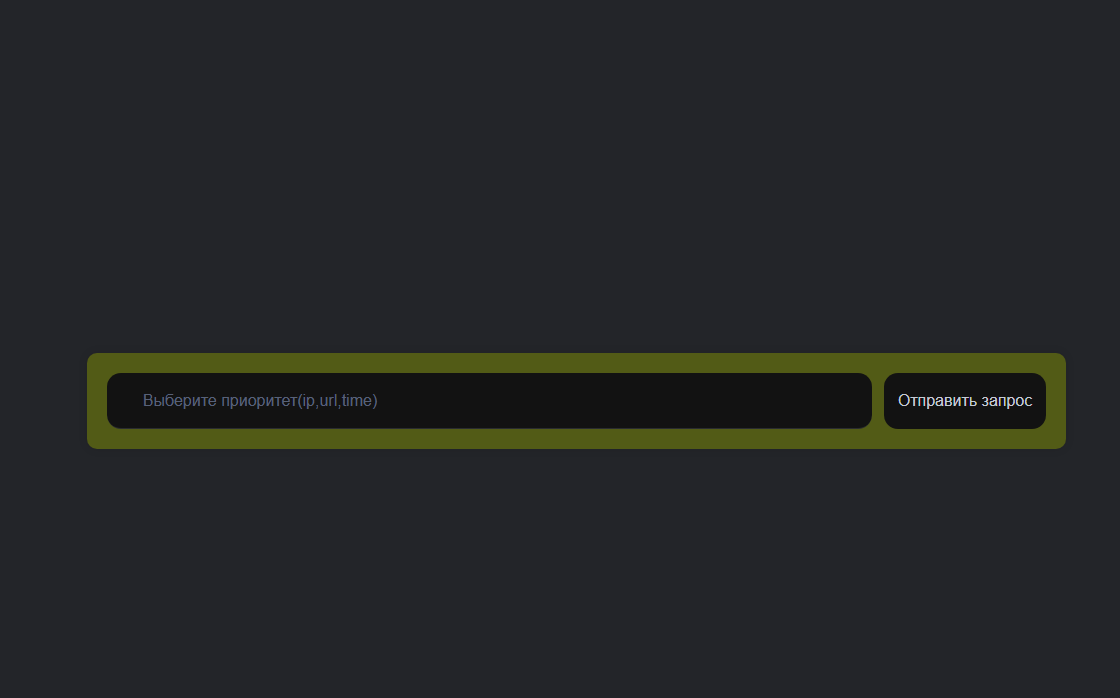 Выберите приоритет(ip,url,time)
Отправить запрос